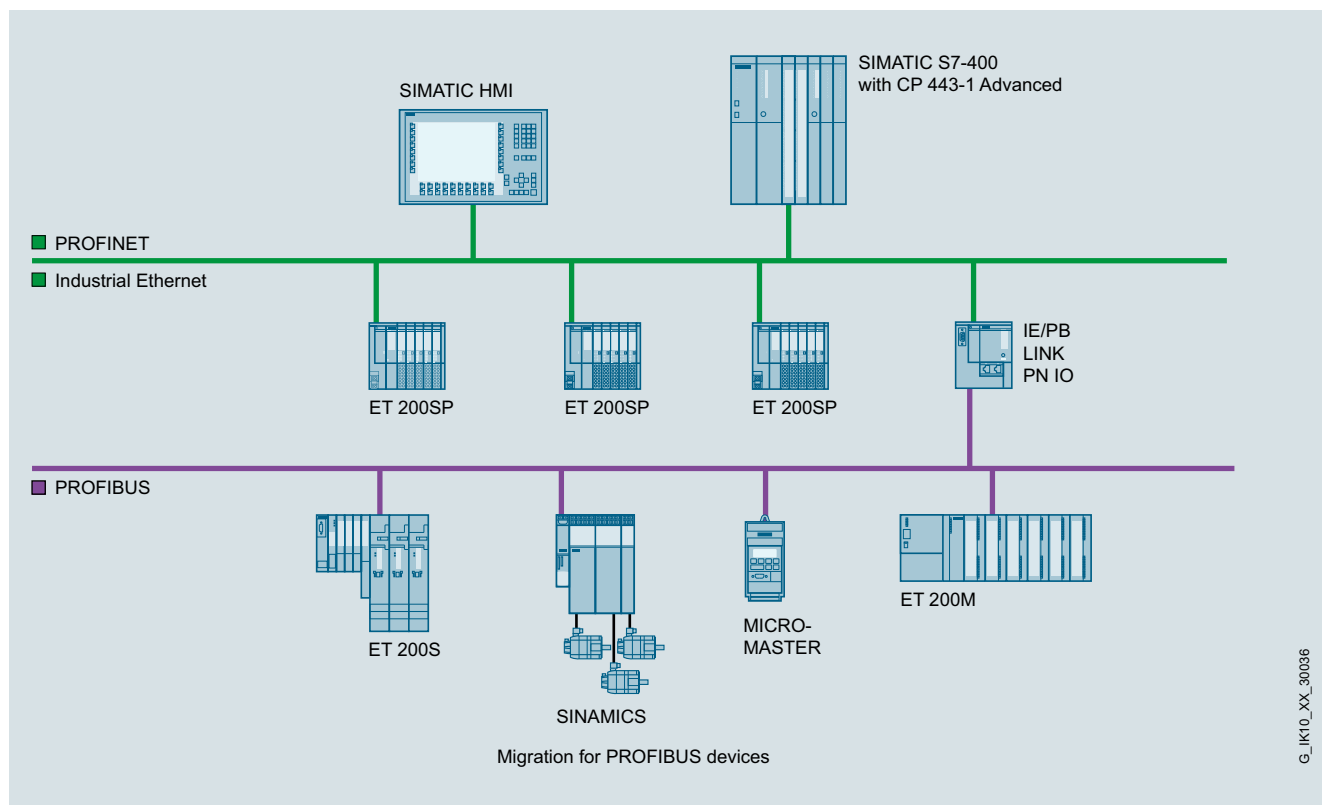 SIMATIC S7-400
with CP 443-1 Advanced
SIMATIC HMI
PROFINET
Industrial Ethernet
IE/PB
LINK
PN IO
ET 200SP
ET 200SP
ET 200SP
PROFIBUS
ET 200S
SINAMICS
MICRO-
MASTER
ET 200M
Migration for PROFIBUS devices
G_IK10_XX_30036